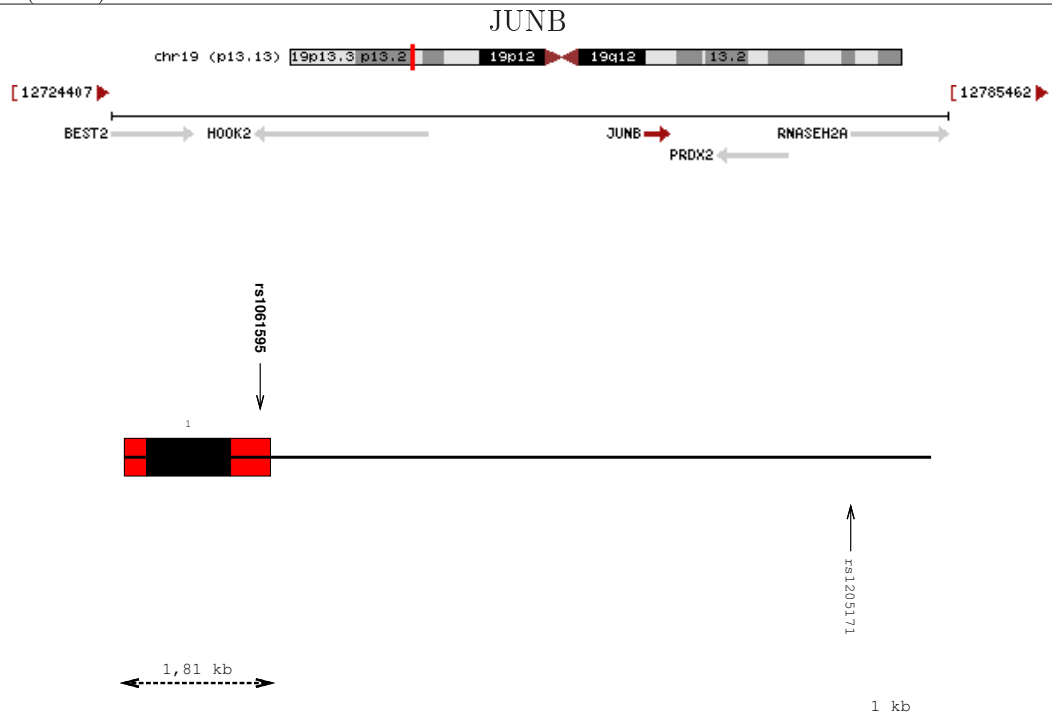 JUNB
chr19 (p13.13) 19p13.3 p13.2 19p12 19q12 13.2
[12724407 [12785462
BEST2 HOOK2 JUNB RNASEH2A
PRDX2
rs1061595
1
rs1205171
1,81 kb
1 kb